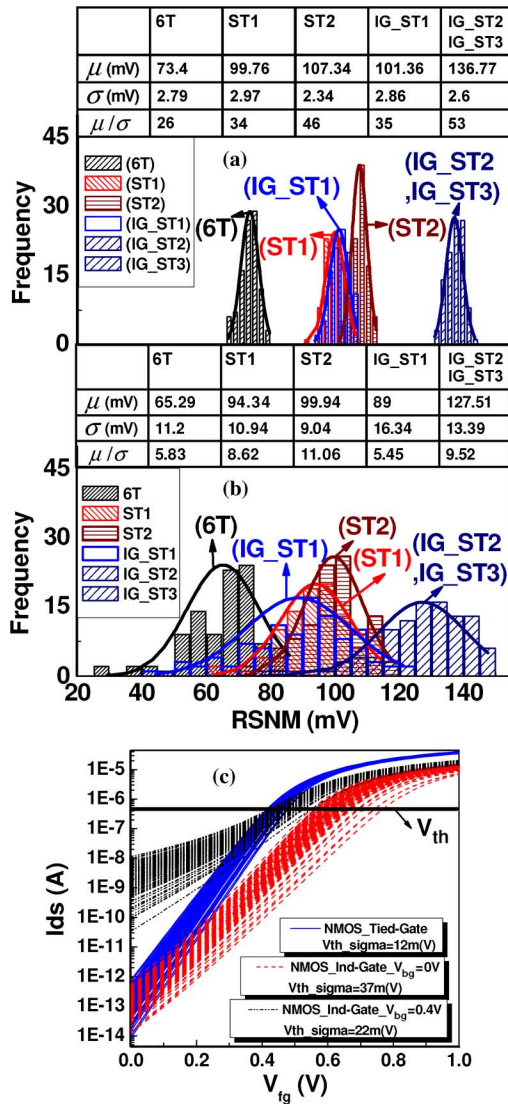 6T ST1 ST2 IG_ST1 IG_ST2
IG_ST3
μ (mV) 73.4 99.76 107.34 101.36 136.77
σ (mV) 2.79 2.97 2.34 2.86 2.6
μ/σ 26 34 46 35 53
45
30
15
0
Frequency
(6T)
(ST1)
(ST2)
(IG_ST1)
(IG_ST2)
(IG_ST3)
(a)
(6T)
(IG_ST1)
(ST1)
(ST2)
(IG_ST2
,IG_ST3)
6T ST1 ST2 IG_ST1 IG_ST2
IG_ST3
μ (mV) 65.29 94.34 99.94 89 127.51
σ (mV) 11.2 10.94 9.04 16.34 13.39
μ/σ 5.83 8.62 11.06 5.45 9.52
45
30
15
0
Frequency
6T
ST1
ST2
IG_ST1
IG_ST2
IG_ST3
(b)
(6T)
(IG_ST1)
(ST2)
(ST1)
(IG_ST2
,IG_ST3)
20 40 60 80 100 120 140
RSNM (mV)
(c)
1E-5
1E-6
1E-7
1E-8
1E-9
1E-10
1E-11
1E-12
1E-13
1E-14
Ids (A)
Vth
NMOS_Tied-Gate
Vth_sigma=12m(V)
NMOS_Ind-Gate_Vbg=0V
Vth_sigma=37m(V)
NMOS_Ind-Gate_Vbg=0.4V
Vth_sigma=22m(V)
0.0 0.2 0.4 0.6 0.8 1.0
Vfg (V)